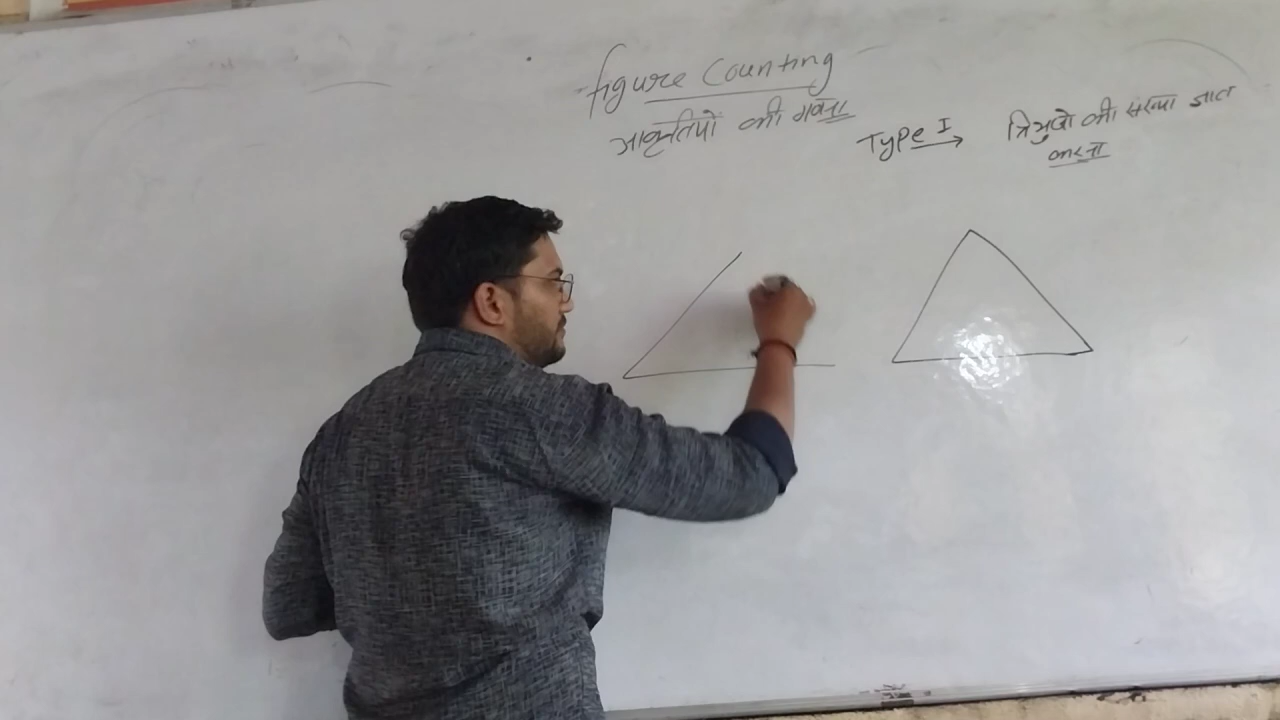 figure Counting
आकृतियों की गणना
Type I → त्रिभुजो की संख्या ज्ञात
करना